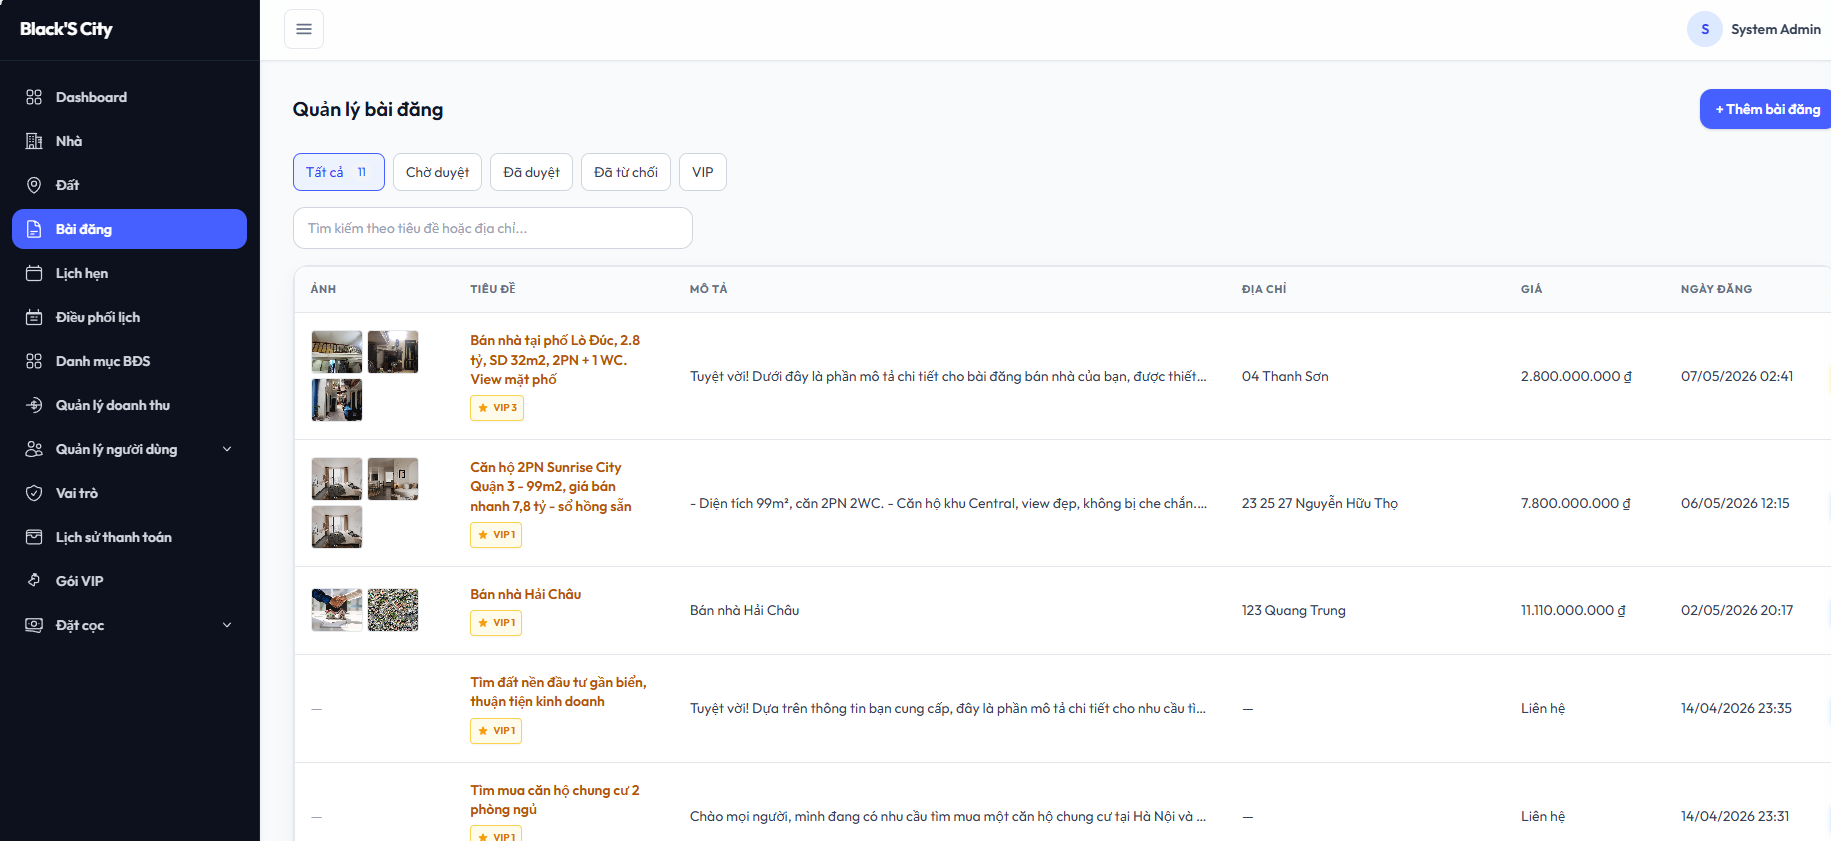 Black'S City
S
System Admin
Dashboard
Nhà
Đất
Bài đăng
Lịch hẹn
Điều phối lịch
Danh mục BĐS
Quản lý doanh thu
Quản lý người dùng
Vai trò
Lịch sử thanh toán
Gói VIP
Đặt cọc
Quản lý bài đăng
+ Thêm bài đăng
Tất cả 11
Chờ duyệt
Đã duyệt
Đã từ chối
VIP
Tìm kiếm theo tiêu đề hoặc địa chỉ...
ẢNH TIÊU ĐỀ MÔ TẢ ĐỊA CHỈ GIÁ NGÀY ĐĂNG
Bán nhà tại phố Lò Đúc, 2.8
tỷ, SD 32m2, 2PN + 1 WC.
View mặt phố
VIP 3
Tuyệt vời! Dưới đây là phần mô tả chi tiết cho bài đăng bán nhà của bạn, được thiết...
04 Thanh Sơn
2.800.000.000 ₫
07/05/2026 02:41
Căn hộ 2PN Sunrise City
Quận 3 - 99m2, giá bán
nhanh 7,8 tỷ - sổ hồng sẵn
VIP 1
- Diện tích 99m², căn 2PN 2WC. - Căn hộ khu Central, view đẹp, không bị che chắn....
23 25 27 Nguyễn Hữu Thọ
7.800.000.000 ₫
06/05/2026 12:15
Bán nhà Hải Châu
VIP 1
Bán nhà Hải Châu
123 Quang Trung
11.110.000.000 ₫
02/05/2026 20:17
—
Tìm đất nền đầu tư gần biển,
thuận tiện kinh doanh
VIP 1
Tuyệt vời! Dựa trên thông tin bạn cung cấp, đây là phần mô tả chi tiết cho nhu cầu tì...
—
Liên hệ
14/04/2026 23:35
—
Tìm mua căn hộ chung cư 2
phòng ngủ
VIP 1
Chào mọi người, mình đang có nhu cầu tìm mua một căn hộ chung cư tại Hà Nội và ...
—
Liên hệ
14/04/2026 23:31